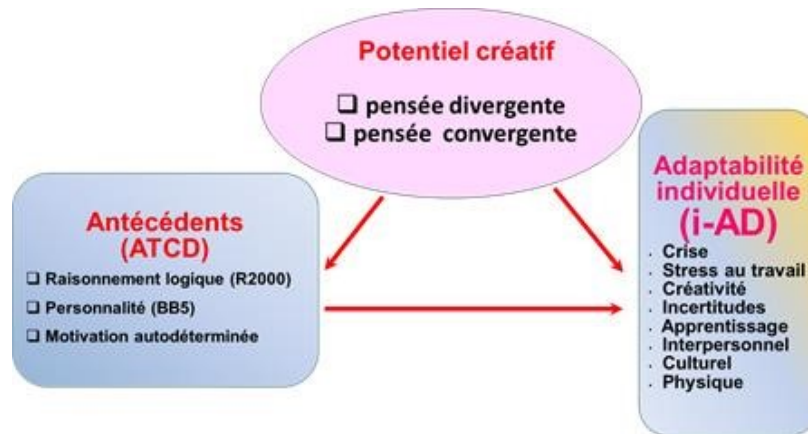 Potentiel créatif
❑ pensée divergente
❑ pensée convergente
Antécédents
(ATCD)
❑ Raisonnement logique (R2000)
❑ Personnalité (BB5)
❑ Motivation autodéterminée
Adaptabilité
individuelle
(i-AD)
. Crise
. Stress au travail
. Créativité
. Incertitudes
. Apprentissage
. Interpersonnel
. Culturel
. Physique